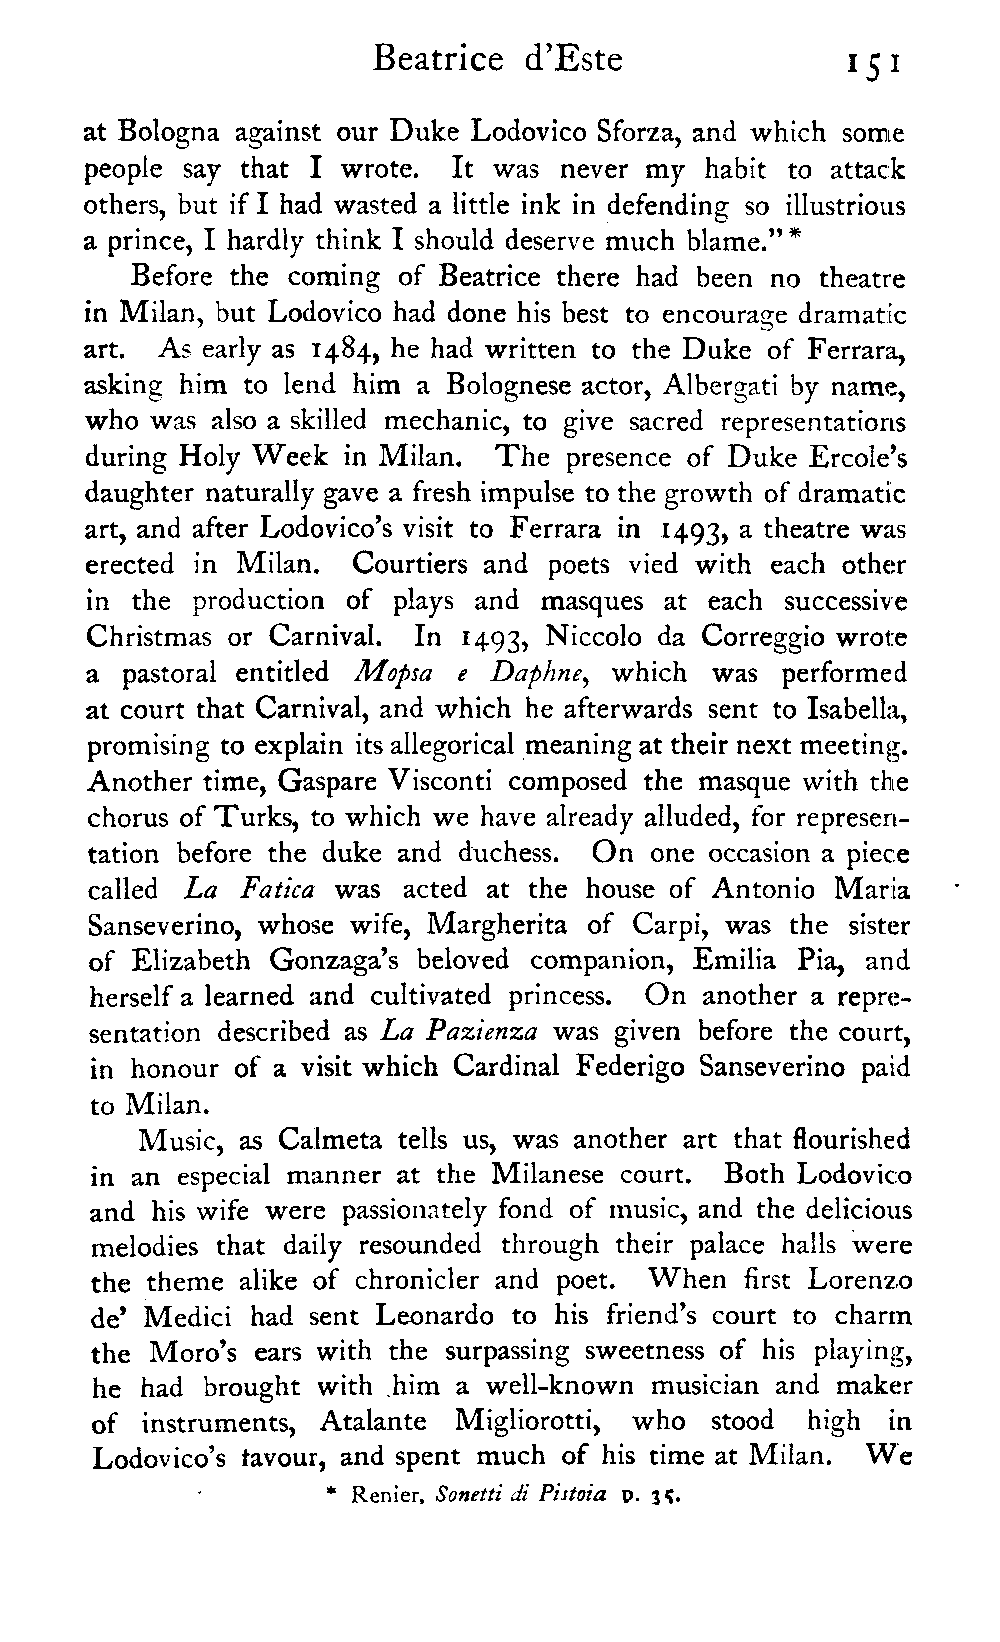 Beatrice d'Este 151
at Bologna against our Duke Lodovico Sforza, and which some
people say that I wrote. It was never my habit to attack
others, but if I had wasted a little ink in defending so illustrious
a prince, I hardly think I should deserve much blame." *
Before the coming of Beatrice there had been no theatre
in Milan, but Lodovico had done his best to encourage dramatic
art. As early as 1484, he had written to the Duke of Ferrara,
asking him to lend him a Bolognese actor, Albergati by name,
who was also a skilled mechanic, to give sacred representations
during Holy Week in Milan. The presence of Duke Ercole's
daughter naturally gave a fresh impulse to the growth of dramatic
art, and after Lodovico's visit to Ferrara in 1493, a theatre was
erected in Milan. Courtiers and poets vied with each other
in the production of plays and masques at each successive
Christmas or Carnival. In 1493, Niccolo da Correggio wrote
a pastoral entitled Mopsa e Daphne, which was performed
at court that Carnival, and which he afterwards sent to Isabella,
promising to explain its allegorical meaning at their next meeting.
Another time, Gaspare Visconti composed the masque with the
chorus of Turks, to which we have already alluded, for represen-
tation before the duke and duchess. On one occasion a piece
called La Fatica was acted at the house of Antonio Maria
Sanseverino, whose wife, Margherita of Carpi, was the sister
of Elizabeth Gonzaga's beloved companion, Emilia Pia, and
herself a learned and cultivated princess. On another a repre-
sentation described as La Pazienza was given before the court,
in honour of a visit which Cardinal Federigo Sanseverino paid
to Milan.
Music, as Calmeta tells us, was another art that flourished
in an especial manner at the Milanese court. Both Lodovico
and his wife were passionately fond of music, and the delicious
melodies that daily resounded through their palace halls were
the theme alike of chronicler and poet. When first Lorenzo
de' Medici had sent Leonardo to his friend's court to charm
the Moro's ears with the surpassing sweetness of his playing,
he had brought with him a well-known musician and maker
of instruments, Atalante Migliorotti, who stood high in
Lodovico's favour, and spent much of his time at Milan. We
* Renier, Sonetti di Pistoia p. 35.